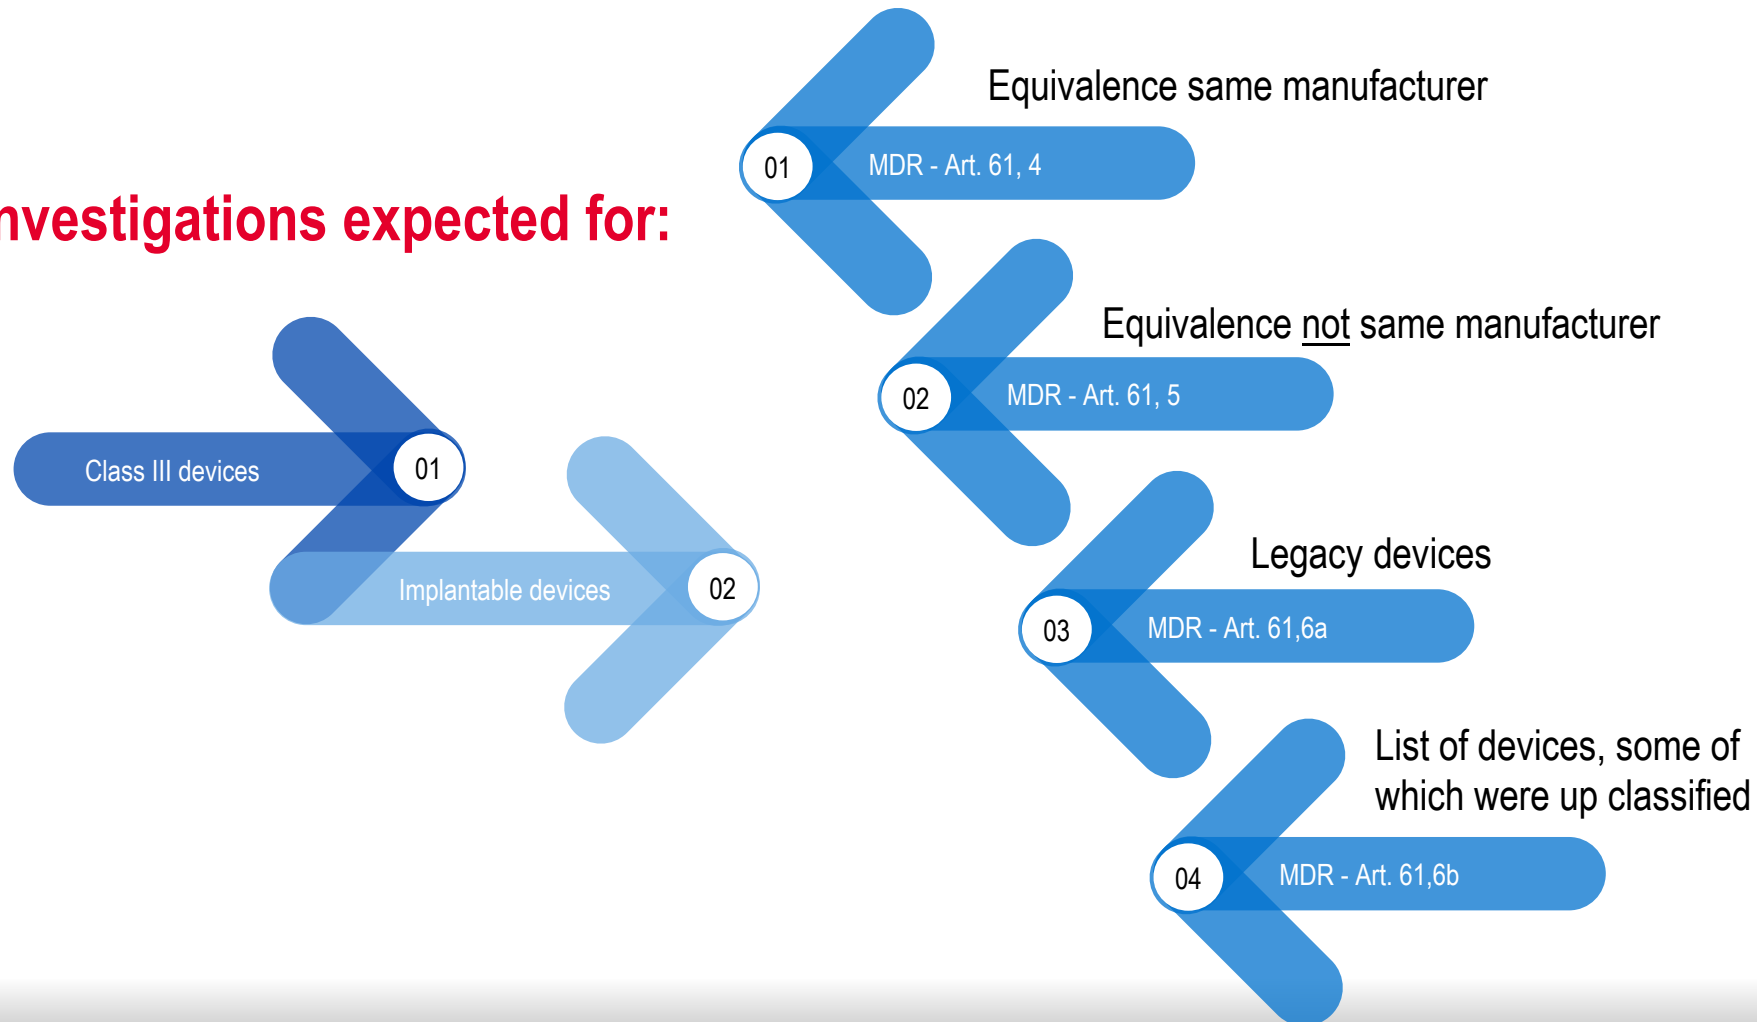 nvestigations expected for:
Class III devices
01
Implantable devices
02
Equivalence same manufacturer
01
MDR - Art. 61, 4
Equivalence not same manufacturer
02
MDR - Art. 61, 5
Legacy devices
03
MDR - Art. 61,6a
List of devices, some of
which were up classified
04
MDR - Art. 61,6b